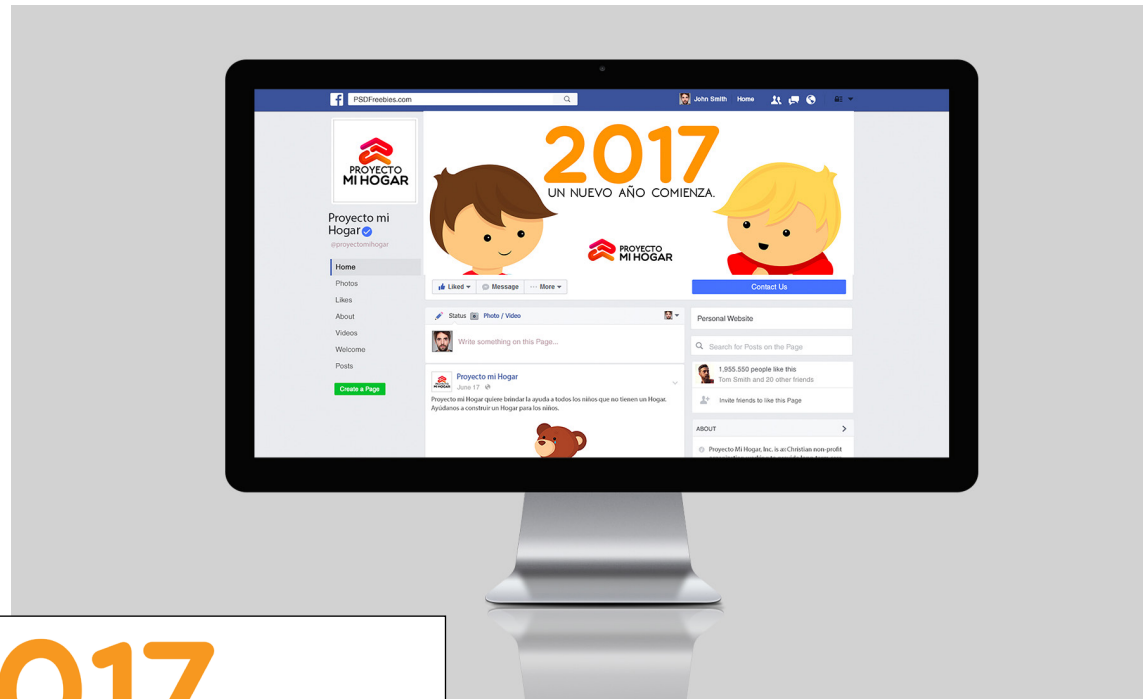 PSDFreebies.com
John Smith Home
PROYECTO
MI HOGAR
2017
UN NUEVO AÑO COMIENZA.
PROYECTO
MI HOGAR
Proyecto mi
Hogar
@proyectomihogar
Home
Photos
Likes
About
Videos
Welcome
Posts
Create a Page
Liked Message ··· More
Contact Us
Status Photo / Video
Write something on this Page...
Proyecto mi Hogar
June 17
Proyecto mi Hogar quiere brindar la ayuda a todos los niños que no tienen un Hogar.
Ayúdanos a construir un Hogar para los niños.
Personal Website
Search for Posts on the Page
1.955.550 people like this
Tom Smith and 20 other friends
Invite friends to like this Page
ABOUT
Proyecto Mi Hogar, Inc. is a: Christian non-profit
017